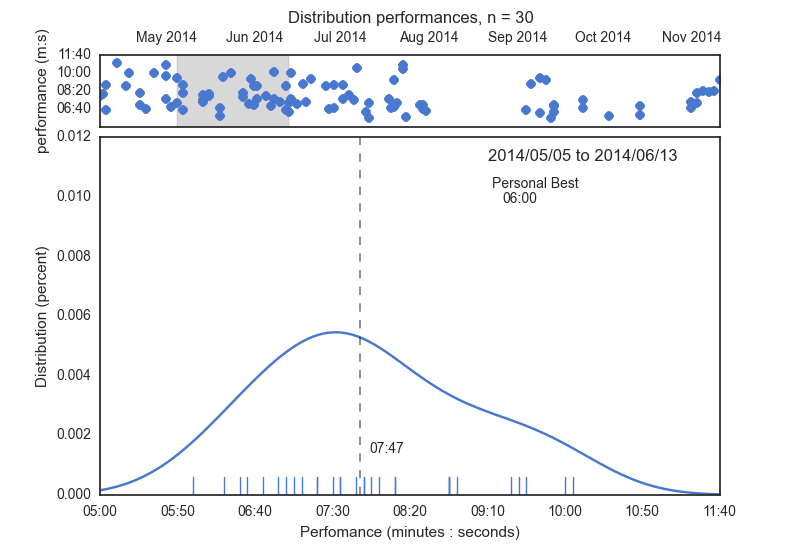 Distribution performances, n = 30
May 2014 Jun 2014 Jul 2014 Aug 2014 Sep 2014 Oct 2014 Nov 2014
performance (m:s)
11:40
10:00
08:20
06:40
0.012
2014/05/05 to 2014/06/13
Personal Best
06:00
0.010
0.008
Distribution (percent)
0.006
0.004
0.002
07:47
0.000
05:00 05:50 06:40 07:30 08:20 09:10 10:00 10:50 11:40
Perfomance (minutes : seconds)